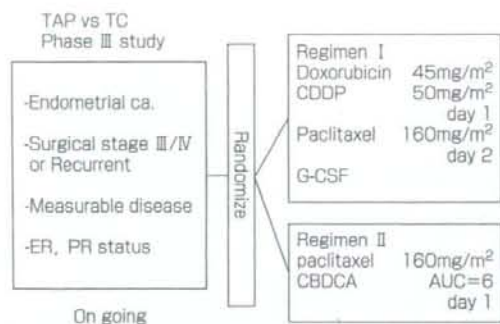 TAP vs TC
Phase Ⅲ study
-Endometrial ca.
-Surgical stage Ⅲ/Ⅳ
or Recurrent
-Measurable disease
-ER, PR status
On going
Randomize
Regimen Ⅰ
Doxorubicin 45mg/m²
CDDP 50mg/m²
day 1
Paclitaxel 160mg/m²
day 2
G-CSF
Regimen Ⅱ
paclitaxel 160mg/m²
CBDCA AUC=6
day 1